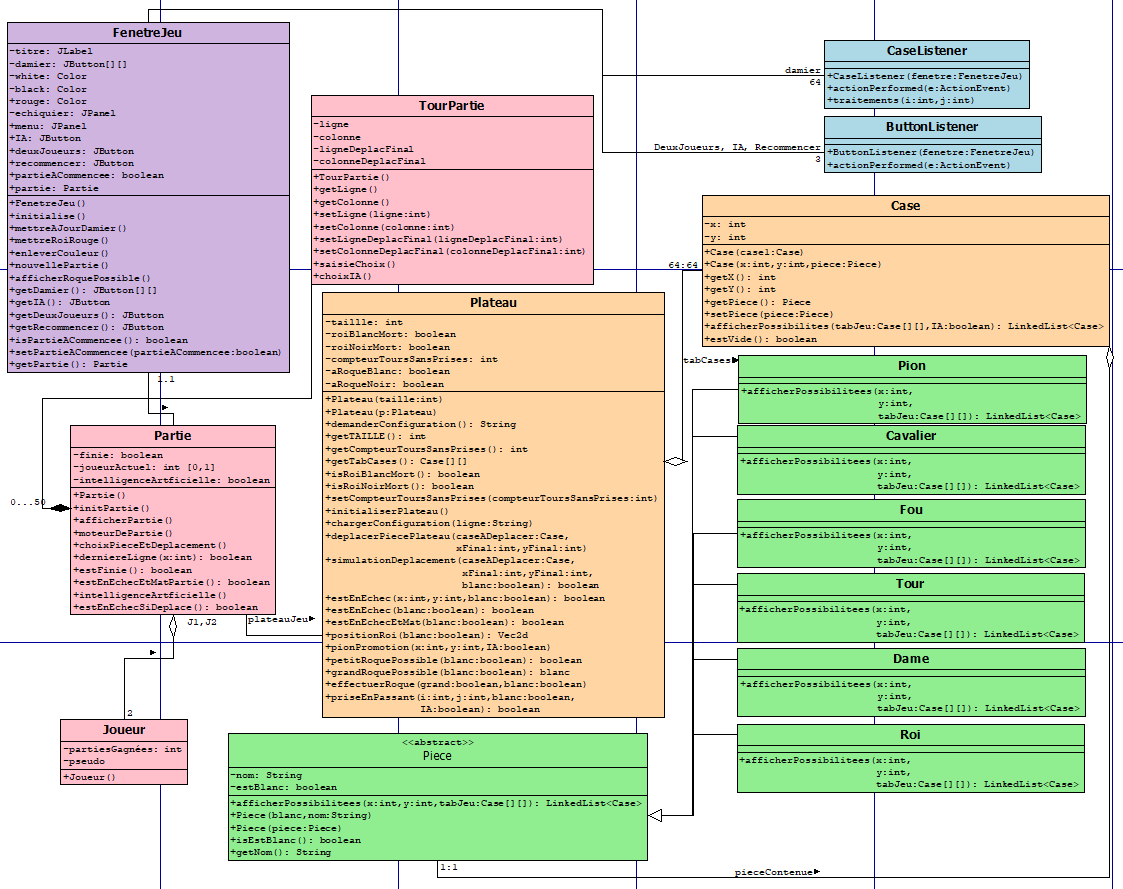 FenetreJeu
-titre: JLabel
-damier: JButton[][]
-white: Color
-black: Color
+rouge: Color
-echiquier: JPanel
+menu: JPanel
+IA: JButton
+deuxJoueurs: JButton
+recommencer: JButton
+partieACommencee: boolean
+partie: Partie
+FenetreJeu()
+initialise()
+mettreAJourDamier()
+mettreRoiRouge()
+enleverCouleur()
+nouvellePartie()
+afficherRoquePossible()
+getDamier(): JButton[][]
+getIA(): JButton
+getDeuxJoueurs(): JButton
+getRecommencer(): JButton
+isPartieACommencee(): boolean
+setPartieACommencee(partieACommencee:boolean)
+getPartie(): Partie
1..1
TourPartie
-ligne
-colonne
-ligneDeplacFinal
-colonneDeplacFinal
+TourPartie()
+getLigne()
+getColonne()
+setLigne(ligne:int)
+setColonne(colonne:int)
+setLigneDeplacFinal(ligneDeplacFinal:int)
+setColonneDeplacFinal(colonneDeplacFinal:int)
+saisieChoix()
+choixIA()
damier
64
CaseListener
+CaseListener(fenetre:FenetreJeu)
+actionPerformed(e:ActionEvent)
+traitements(i:int,j:int)
DeuxJoueurs, IA, Recommencer
3
ButtonListener
+ButtonListener(fenetre:FenetreJeu)
+actionPerformed(e:ActionEvent)
Case
-x: int
-y: int
+Case(case1:Case)
+Case(x:int,y:int,piece:Piece)
+getX(): int
+getY(): int
+getPiece(): Piece
+setPiece(piece:Piece)
+afficherPossibilites(tabJeu:Case[][],IA:boolean): LinkedList<Case>
+estVide(): boolean
64:64
tabCases
Plateau
-taillle: int
-roiBlancMort: boolean
-roiNoirMort: boolean
-compteurToursSansPrises: int
-aRoqueBlanc: boolean
-aRoqueNoir: boolean
+Plateau(taille:int)
+Plateau(p:Plateau)
+demanderConfiguration(): String
+getTAILLE(): int
+getCompteurToursSansPrises(): int
+getTabCases(): Case[][]
+isRoiBlancMort(): boolean
+isRoiNoirMort(): boolean
+setCompteurToursSansPrises(compteurToursSansPrises:int)
+initialiserPlateau()
+chargerConfiguration(ligne:String)
+deplacerPiecePlateau(caseADeplacer:Case,
xFinal:int,yFinal:int)
+simulationDeplacement(caseADeplacer:Case,
xFinal:int,yFinal:int,
blanc:boolean): boolean
+estEnEchec(x:int,y:int,blanc:boolean): boolean
+estEnEchec(blanc:boolean): boolean
+estEnEchecEtMat(blanc:boolean): boolean
+positionRoi(blanc:boolean): Vec2d
+pionPromotion(x:int,y:int,IA:boolean)
+petitRoquePossible(blanc:boolean): boolean
+grandRoquePossible(blanc:boolean): blanc
+effectuerRoque(grand:boolean,blanc:boolean)
+priseEnPassant(i:int,j:int,blanc:boolean,
IA:boolean): boolean
Partie
-finie: boolean
-joueurActuel: int [0,1]
-intelligenceArtficielle: boolean
+Partie()
+initPartie()
+afficherPartie()
+moteurDePartie()
+choixPieceEtDeplacement()
+derniereLigne(x:int): boolean
+estFinie(): boolean
+estEnEchecEtMatPartie(): boolean
+intelligenceArtficielle()
+estEnEchecSiDeplace(): boolean
0...50
J1,J2
plateauJeu
2
Joueur
-partiesGagnées: int
-pseudo
+Joueur()
<<abstract>>
Piece
-nom: String
-estBlanc: boolean
+afficherPossibilitees(x:int,y:int,tabJeu:Case[][]): LinkedList<Case>
+Piece(blanc,nom:String)
+Piece(piece:Piece)
+isEstBlanc(): boolean
+getNom(): String
1:1
pieceContenue
Pion
+afficherPossibilitees(x:int,
y:int,
tabJeu:Case[][]): LinkedList<Case>
Cavalier
+afficherPossibilitees(x:int,
y:int,
tabJeu:Case[][]): LinkedList<Case>
Fou
+afficherPossibilitees(x:int,
y:int,
tabJeu:Case[][]): LinkedList<Case>
Tour
+afficherPossibilitees(x:int,
y:int,
tabJeu:Case[][]): LinkedList<Case>
Dame
+afficherPossibilitees(x:int,
y:int,
tabJeu:Case[][]): LinkedList<Case>
Roi
+afficherPossibilitees(x:int,
y:int,
tabJeu:Case[][]): LinkedList<Case>